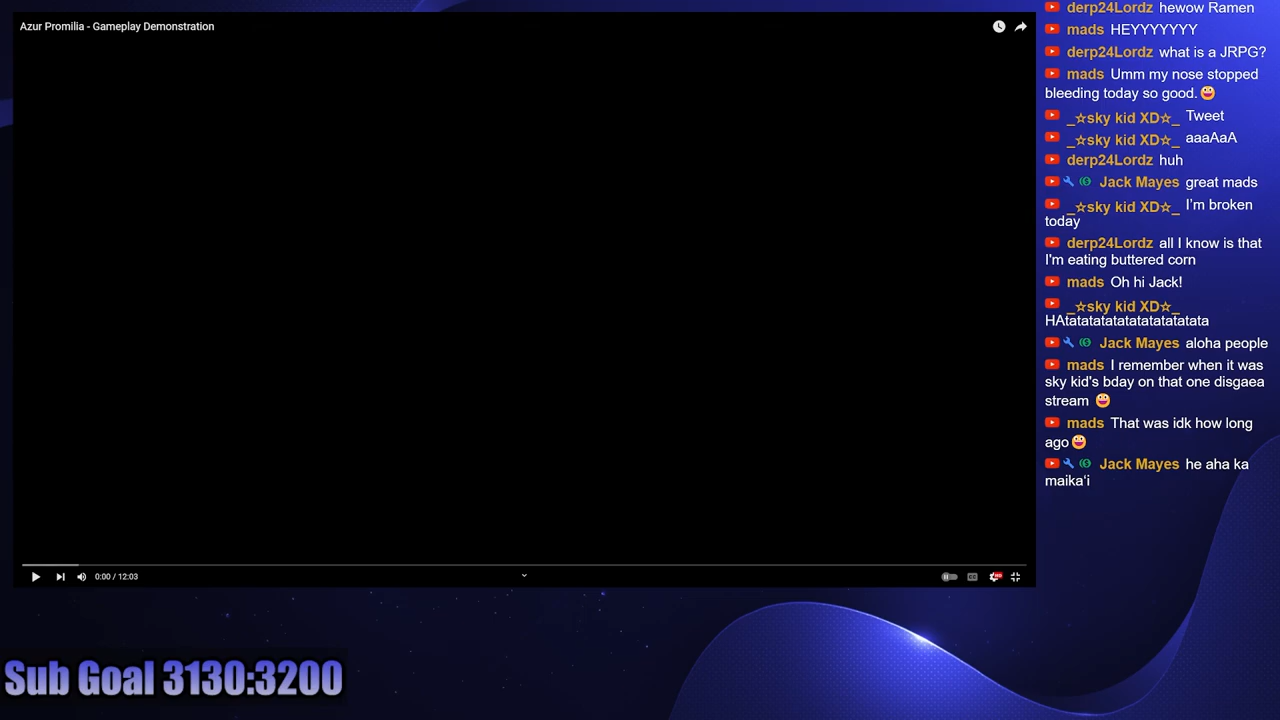 Azur Promilia - Gameplay Demonstration
0:00 / 12:03
Sub Goal 3130:3200
derp24Lordz hewow Ramen
mads HEYYYYYYY
derp24Lordz what is a JRPG?
mads Umm my nose stopped
bleeding today so good.😀
_☆sky kid XD☆_ Tweet
_☆sky kid XD☆_ aaaAaA
derp24Lordz huh
Jack Mayes great mads
_☆sky kid XD☆_ I'm broken
today
derp24Lordz all I know is that
I'm eating buttered corn
mads Oh hi Jack!
_☆sky kid XD☆_
HAtatatatatatatatatatata
Jack Mayes aloha people
mads I remember when it was
sky kid's bday on that one disgaea
stream 😀
mads That was idk how long
ago😀
Jack Mayes he aha ka
maikaʻi